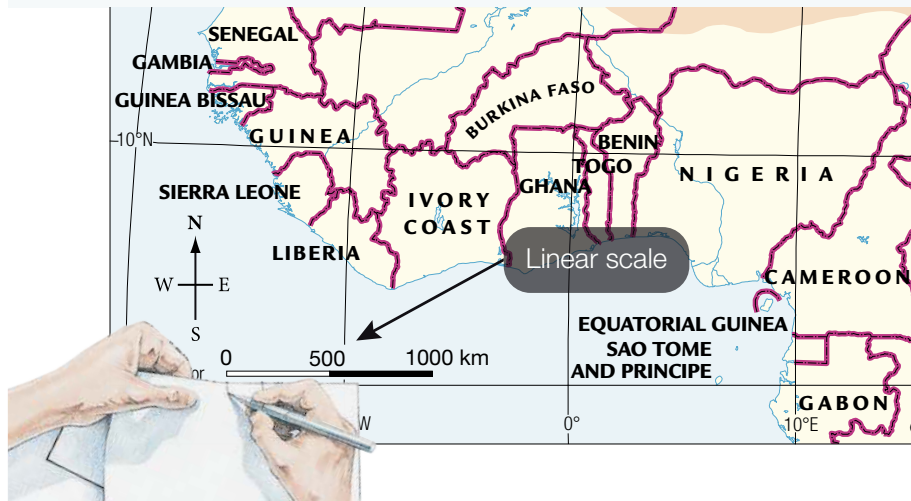 SENEGAL
GAMBIA
GUINEA BISSAU
BURKINA FASO
10°N
GUINEA
BENIN
TOGO
NIGERIA
GHANA
SIERRA LEONE
IVORY
COAST
N
LIBERIA
Linear scale
W E
CAMEROON
S
EQUATORIAL GUINEA
SAO TOME
AND PRINCIPE
0 500 1000 km
or
GABON
W
0°
10°E